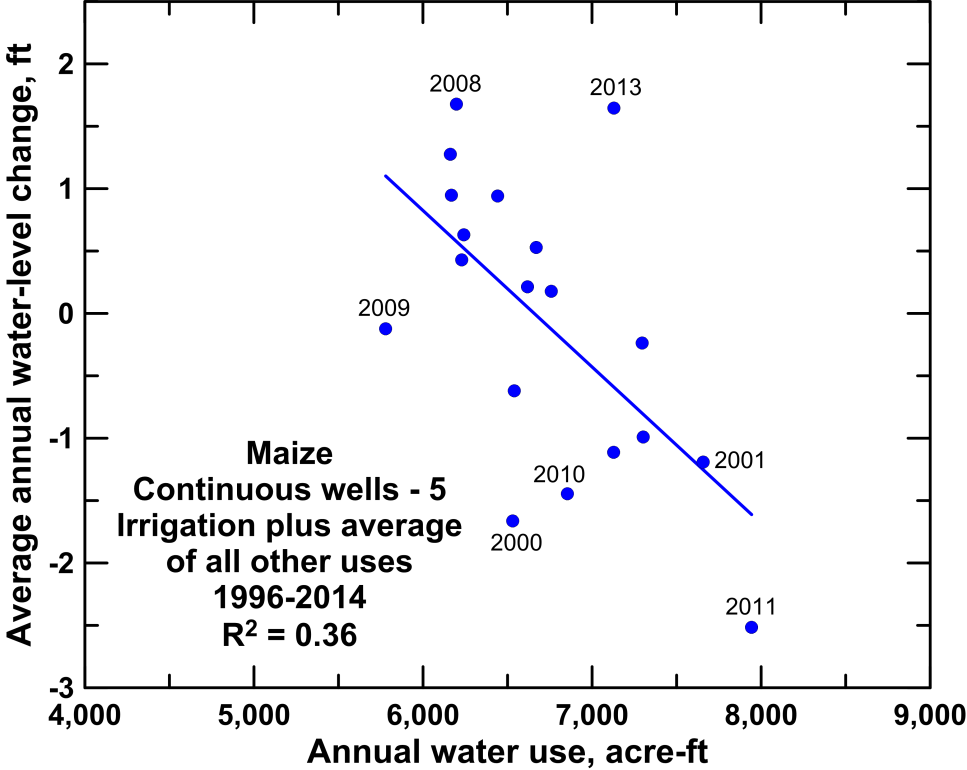 Average annual water-level change, ft
2
1
0
-1
-2
-3
2008
2013
2009
2010
2001
2000
2011
Maize
Continuous wells - 5
Irrigation plus average
of all other uses
1996-2014
R² = 0.36
4,000 5,000 6,000 7,000 8,000 9,000
Annual water use, acre-ft